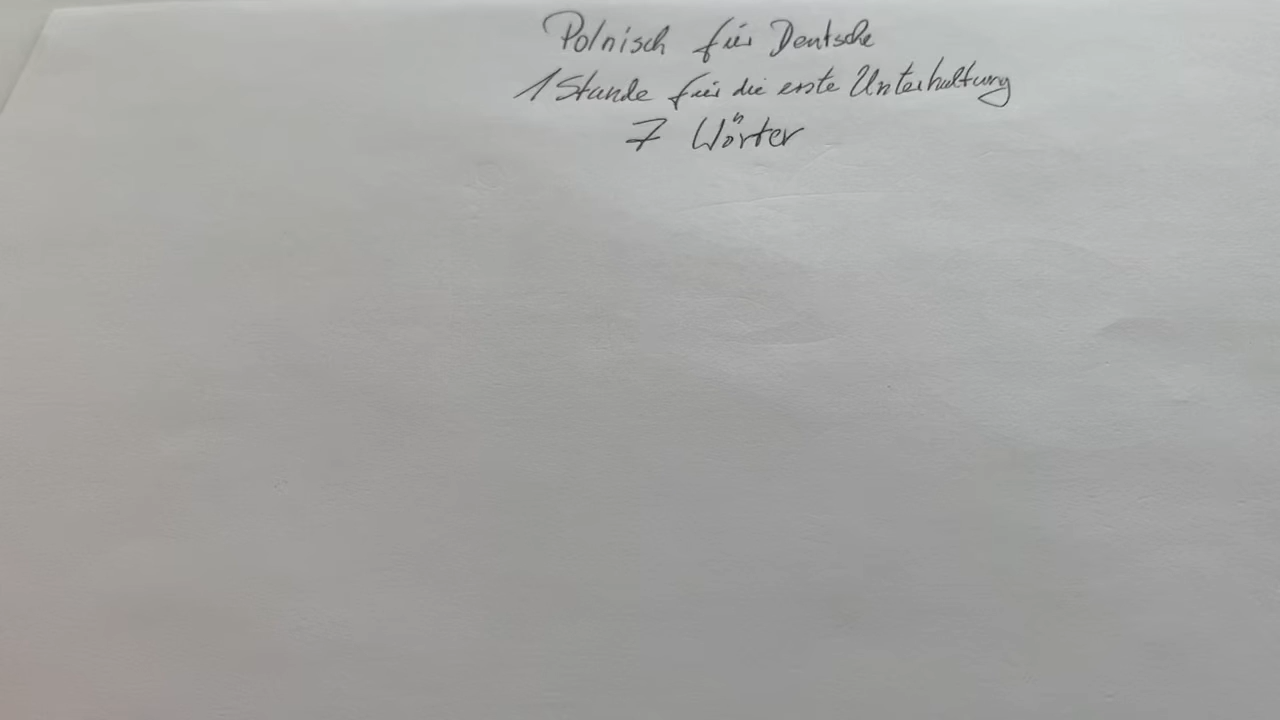 Polnisch für Deutsche
1 Stunde für die erste Unterhaltung
7 Wörter